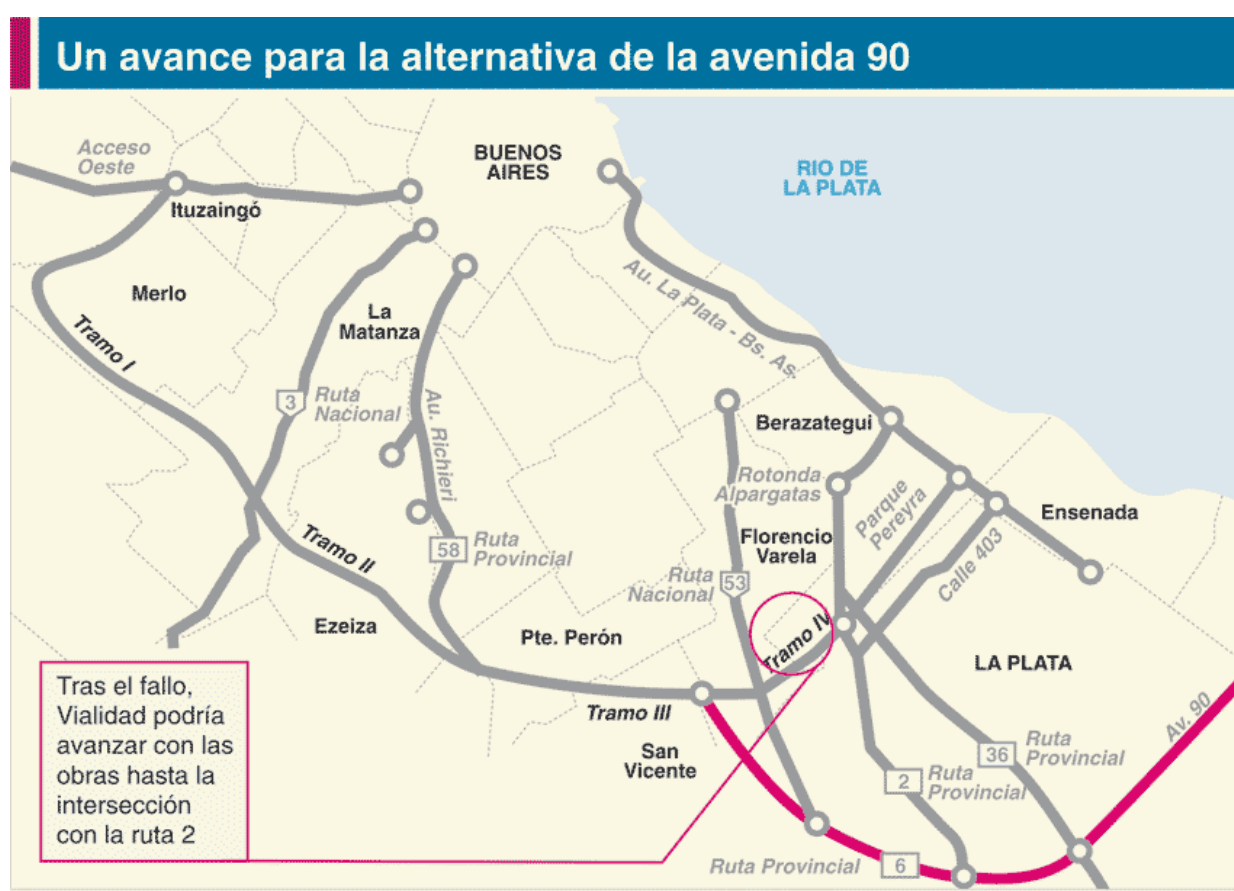 Un avance para la alternativa de la avenida 90
Acceso
Oeste
BUENOS
AIRES
RIO DE
LA PLATA
Ituzaingó
Merlo
La
Matanza
Au. La Plata - Bs. As.
Tramo I
3
Ruta
Nacional
Au. Richieri
Berazategui
Rotonda
Alpargatas
Parque
Pereyra
Ensenada
Florencio
Varela
Calle 403
Tramo II
58
Ruta
Provincial
Ruta
Nacional
53
Ezeiza
Pte. Perón
Tramo IV
LA PLATA
Tras el fallo,
Vialidad podría
avanzar con las
obras hasta la
intersección
con la ruta 2
Tramo III
San
Vicente
Av. 90
36
Ruta
Provincial
2
Ruta
Provincial
Ruta Provincial
6